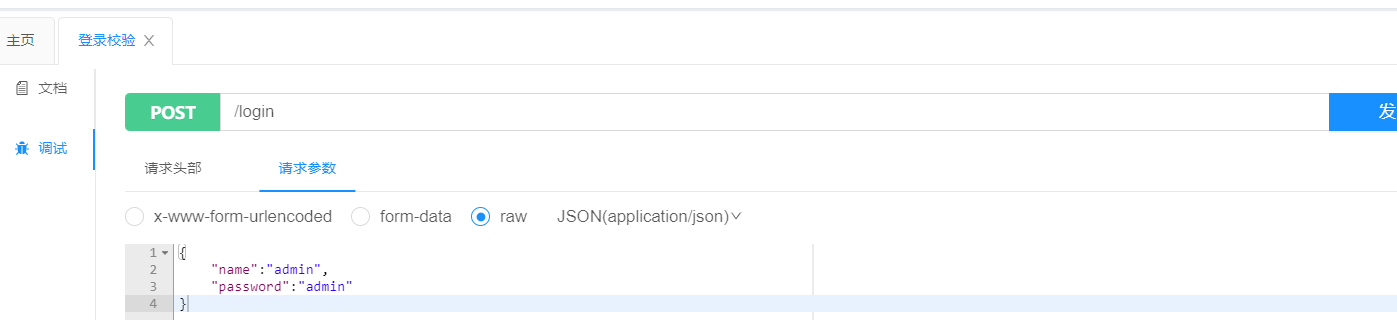 主页
登录校验
文档
POST /login 发
调试
请求头部 请求参数
x-www-form-urlencoded form-data raw JSON(application/json)
1 {
2 "name":"admin",
3 "password":"admin"
4 }